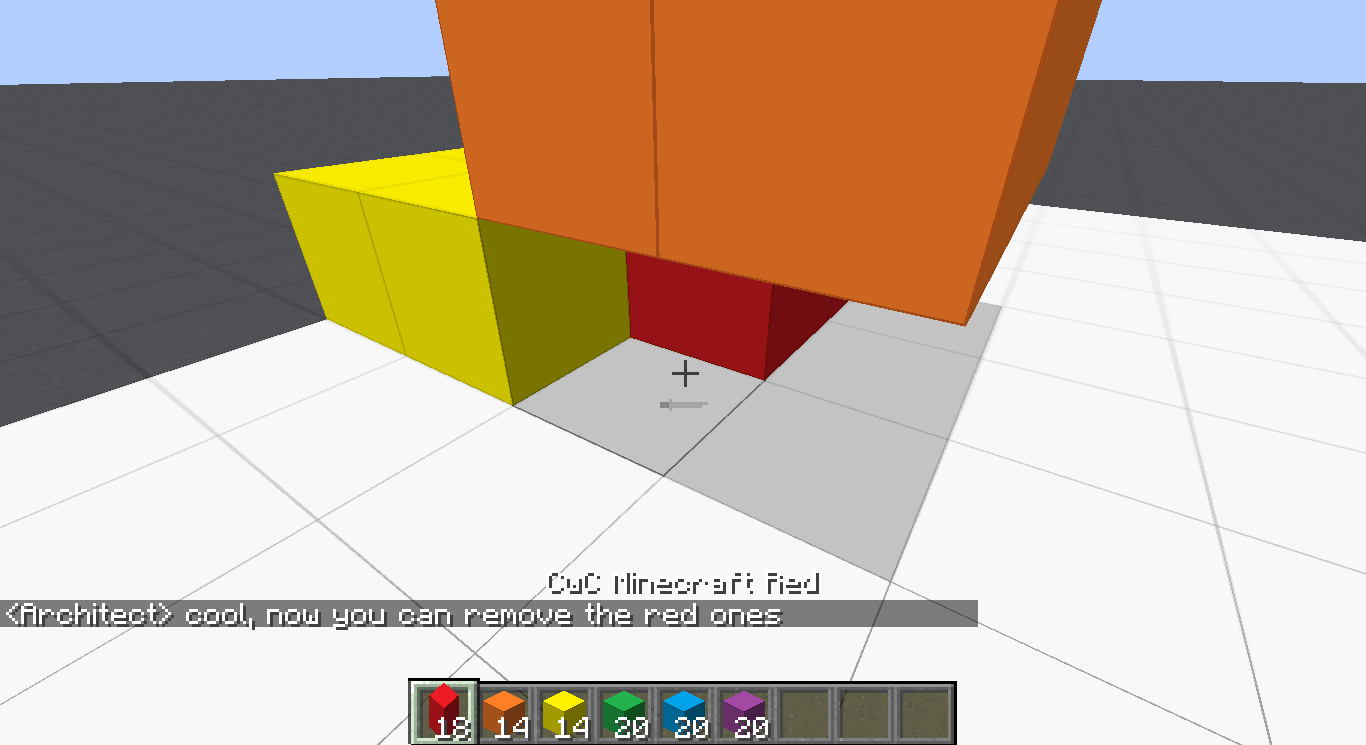 CwC Minecraft Red
<Architect> cool, now you can remove the red ones
18 14 14 20 20 20